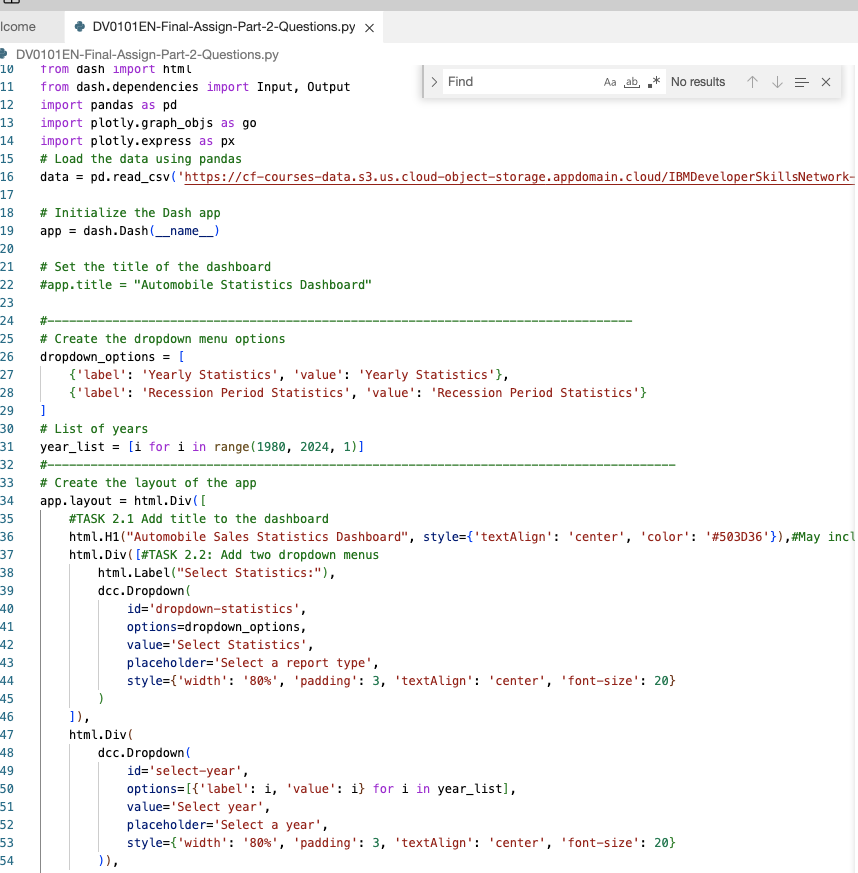 lcome
DV0101EN-Final-Assign-Part-2-Questions.py
DV0101EN-Final-Assign-Part-2-Questions.py
Find Aa ab, .* No results
10 from dash import html
11 from dash.dependencies import Input, Output
12 import pandas as pd
13 import plotly.graph_objs as go
14 import plotly.express as px
15 # Load the data using pandas
16 data = pd.read_csv('https://cf-courses-data.s3.us.cloud-object-storage.appdomain.cloud/IBMDeveloperSkillsNetwork-
17
18 # Initialize the Dash app
19 app = dash.Dash(__name__)
20
21 # Set the title of the dashboard
22 #app.title = "Automobile Statistics Dashboard"
23
24 #---------------------------------------------------------------------------------
25 # Create the dropdown menu options
26 dropdown_options = [
27     {'label': 'Yearly Statistics', 'value': 'Yearly Statistics'},
28     {'label': 'Recession Period Statistics', 'value': 'Recession Period Statistics'}
29 ]
30 # List of years
31 year_list = [i for i in range(1980, 2024, 1)]
32 #---------------------------------------------------------------------------------------
33 # Create the layout of the app
34 app.layout = html.Div([
35     #TASK 2.1 Add title to the dashboard
36     html.H1("Automobile Sales Statistics Dashboard", style={'textAlign': 'center', 'color': '#503D36'}),#May incl
37     html.Div([#TASK 2.2: Add two dropdown menus
38         html.Label("Select Statistics:"),
39         dcc.Dropdown(
40             id='dropdown-statistics',
41             options=dropdown_options,
42             value='Select Statistics',
43             placeholder='Select a report type',
44             style={'width': '80%', 'padding': 3, 'textAlign': 'center', 'font-size': 20}
45         )
46     ]),
47     html.Div(
48         dcc.Dropdown(
49             id='select-year',
50             options=[{'label': i, 'value': i} for i in year_list],
51             value='Select year',
52             placeholder='Select a year',
53             style={'width': '80%', 'padding': 3, 'textAlign': 'center', 'font-size': 20}
54         )),